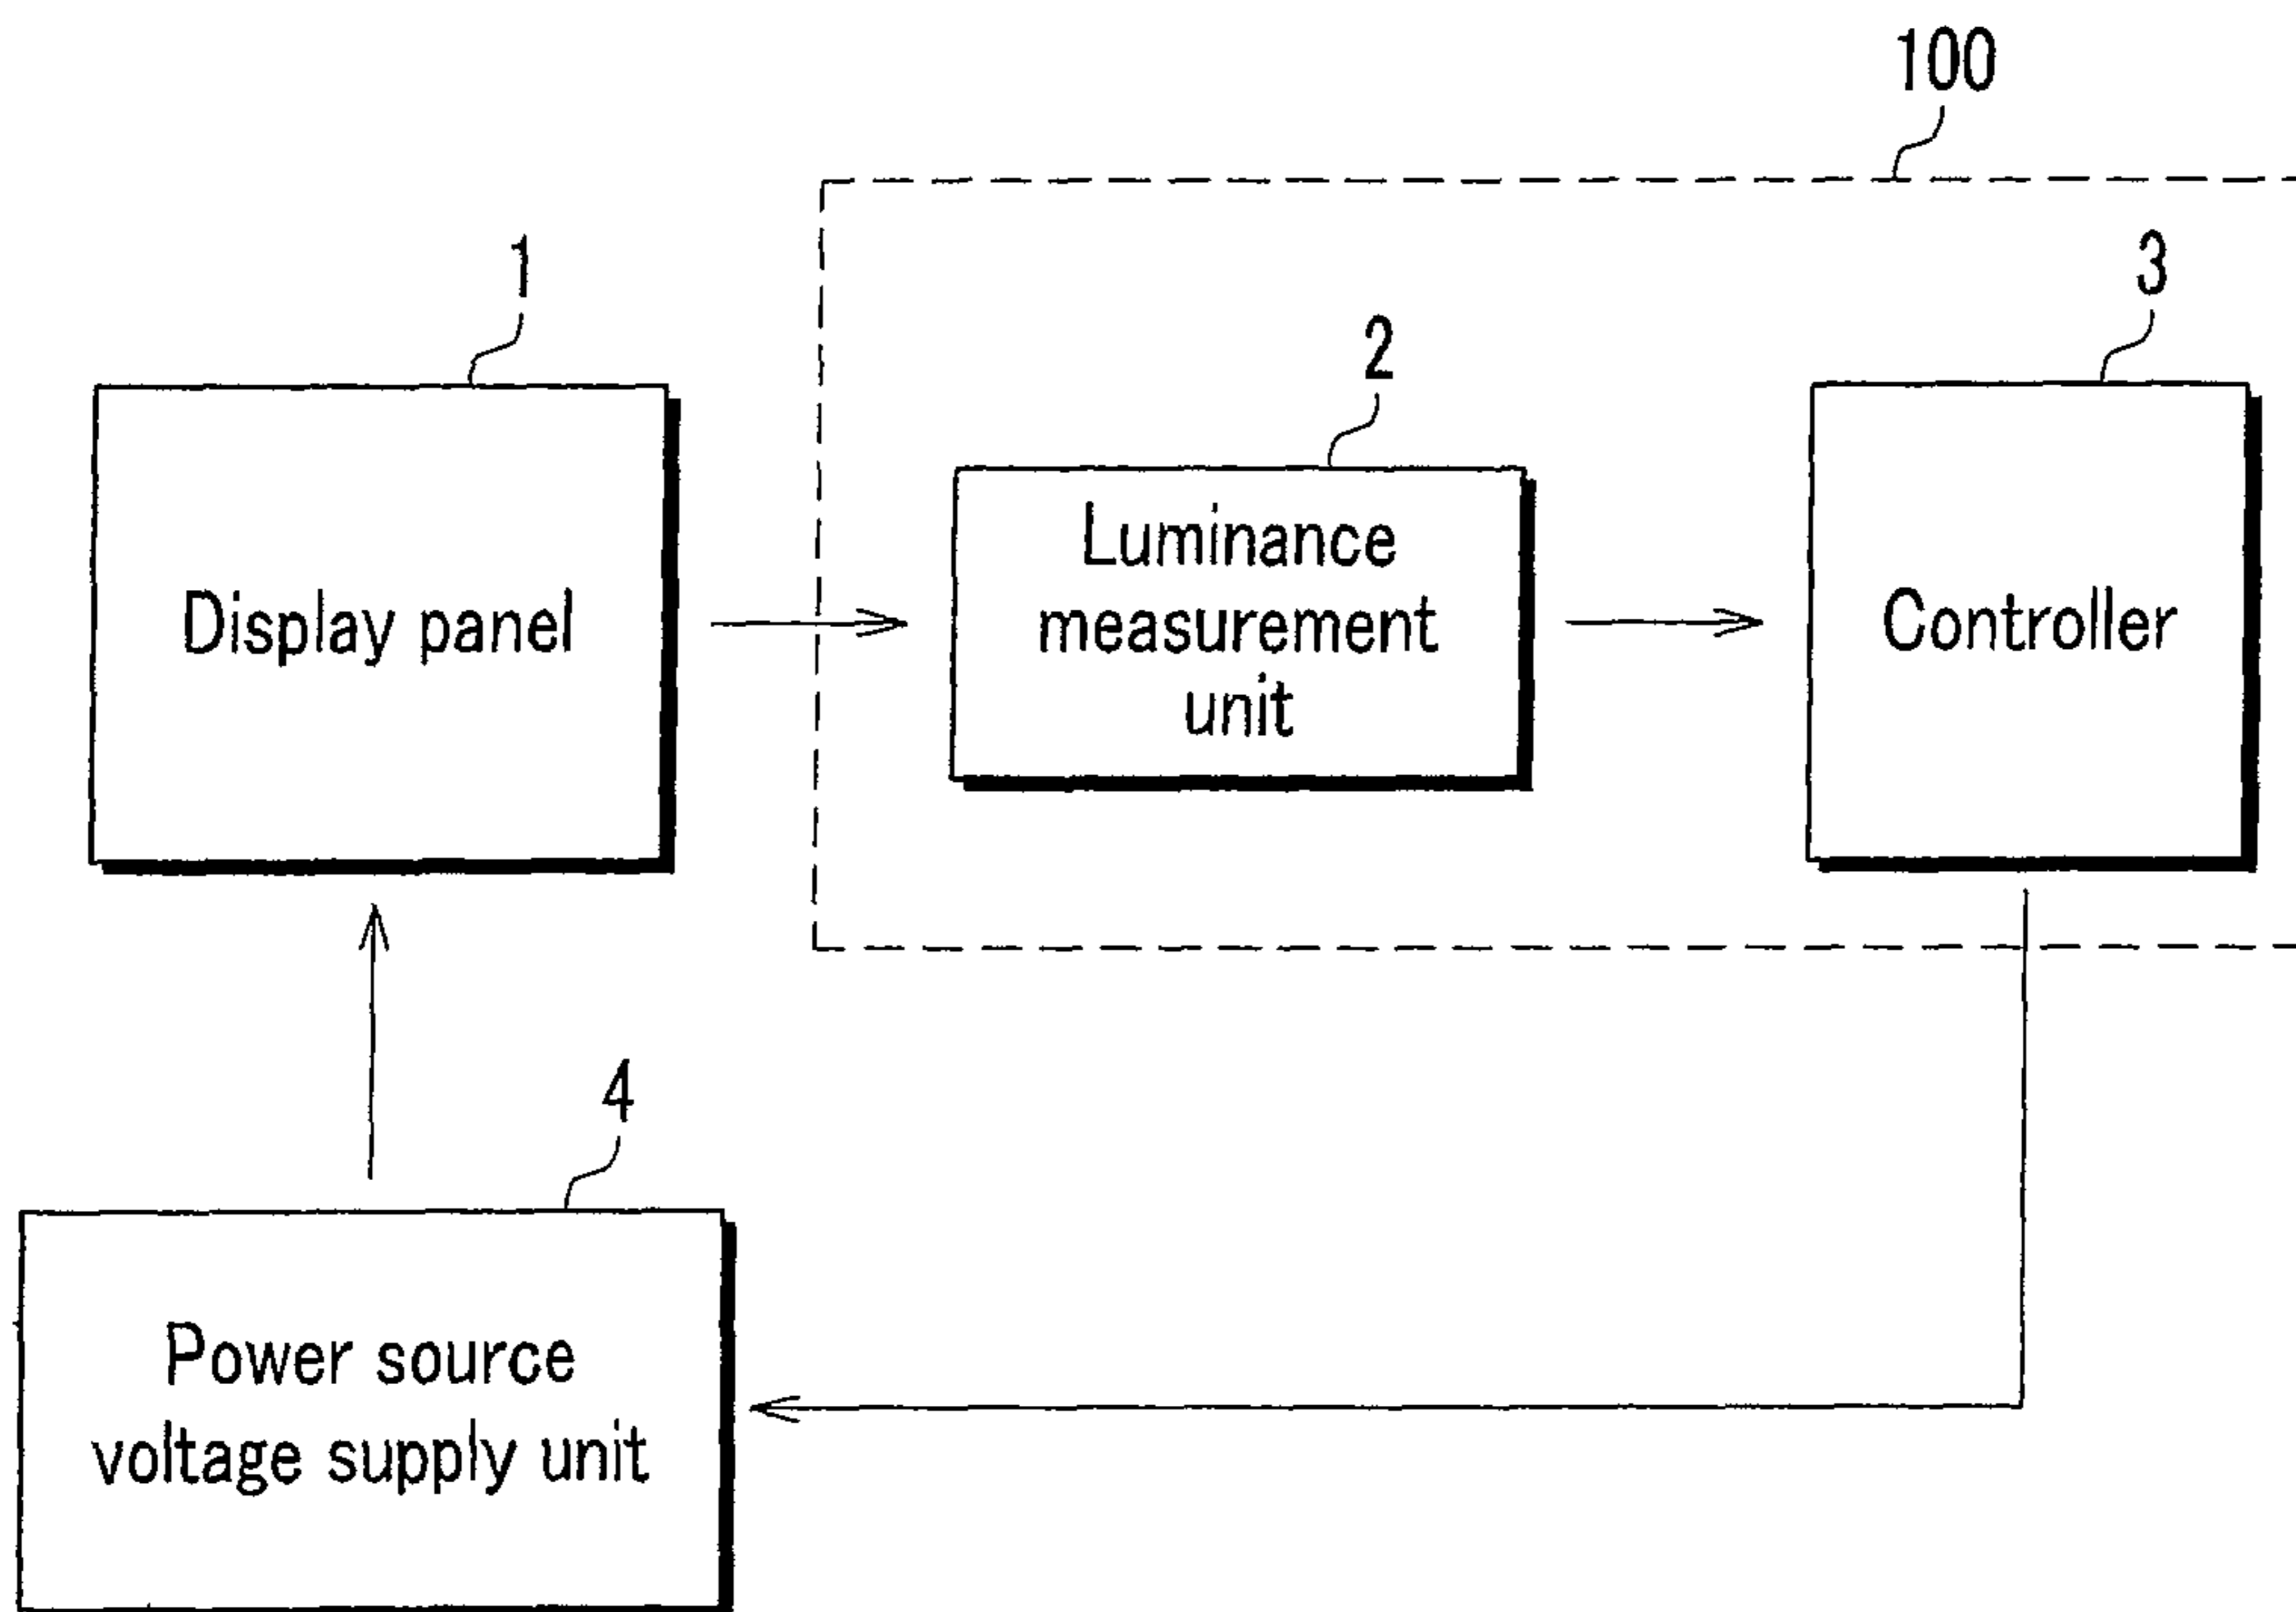 100
1
3
2
Display panel
Luminance
measurement
unit
Controller
4
Power source
voltage supply unit